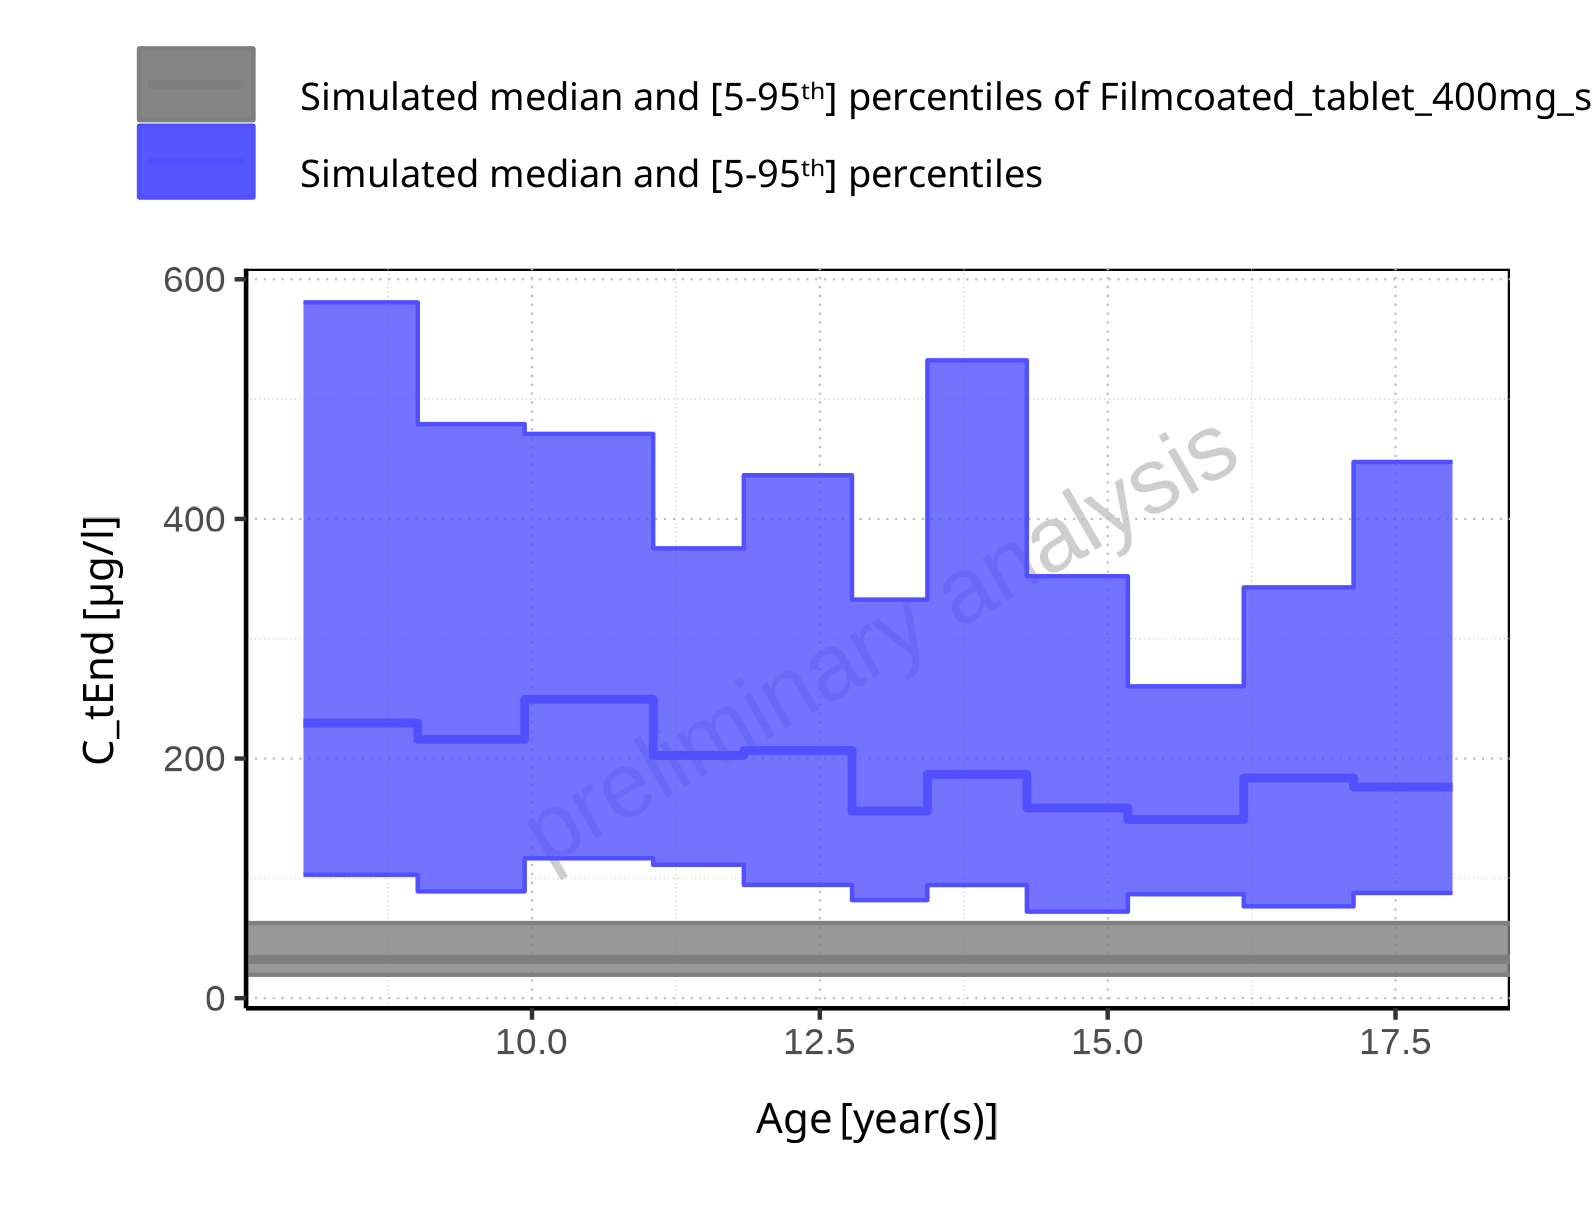 Simulated median and [5-95ᵗʰ] percentiles of Filmcoated_tablet_400mg_s
Simulated median and [5-95ᵗʰ] percentiles
600
400
200
0
C_tEnd [µg/l]
preliminary analysis
10.0 12.5 15.0 17.5
Age [year(s)]